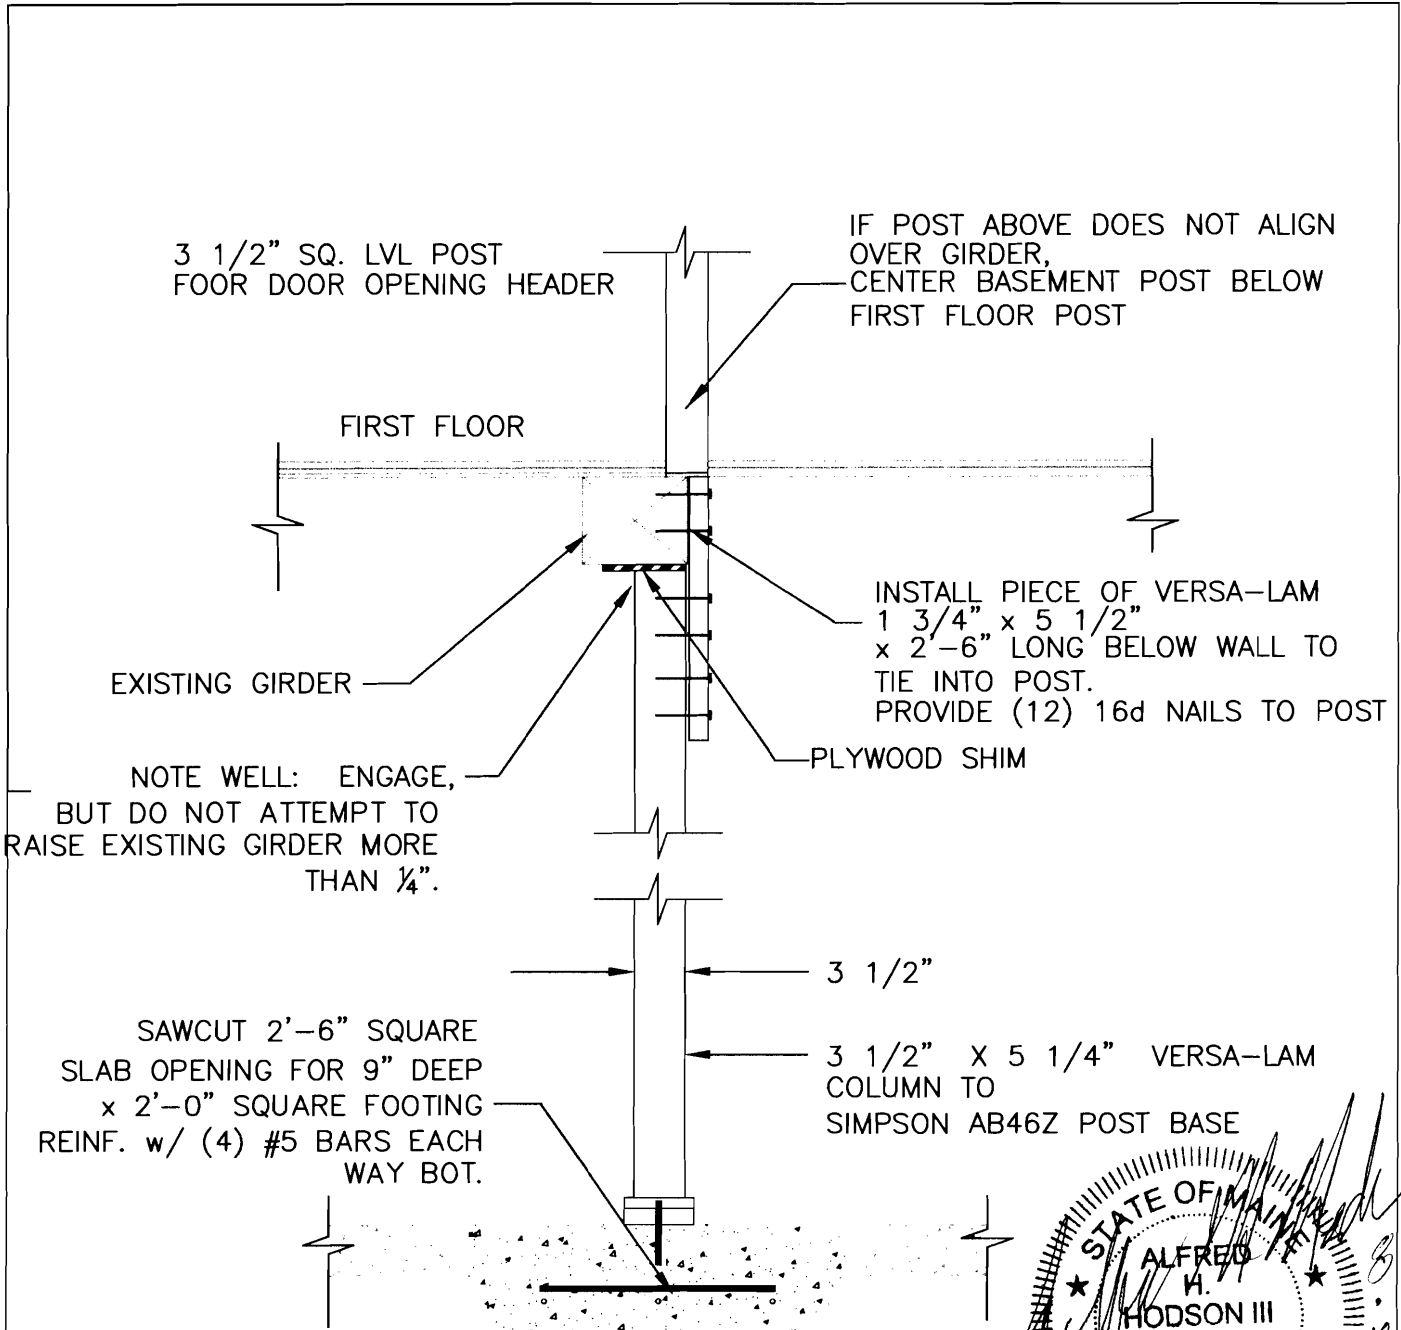 3 1/2" SQ. LVL POST
FOOR DOOR OPENING HEADER
IF POST ABOVE DOES NOT ALIGN
OVER GIRDER,
CENTER BASEMENT POST BELOW
FIRST FLOOR POST
FIRST FLOOR
INSTALL PIECE OF VERSA-LAM
1 3/4" x 5 1/2"
x 2'-6" LONG BELOW WALL TO
TIE INTO POST.
PROVIDE (12) 16d NAILS TO POST
EXISTING GIRDER
PLYWOOD SHIM
NOTE WELL: ENGAGE,
BUT DO NOT ATTEMPT TO
RAISE EXISTING GIRDER MORE
THAN ¼".
3 1/2"
SAWCUT 2'-6" SQUARE
SLAB OPENING FOR 9" DEEP
x 2'-0" SQUARE FOOTING
REINF. w/ (4) #5 BARS EACH
WAY BOT.
3 1/2" X 5 1/4" VERSA-LAM
COLUMN TO
SIMPSON AB46Z POST BASE
STATE OF MAINE
ALFRED
H.
HODSON III